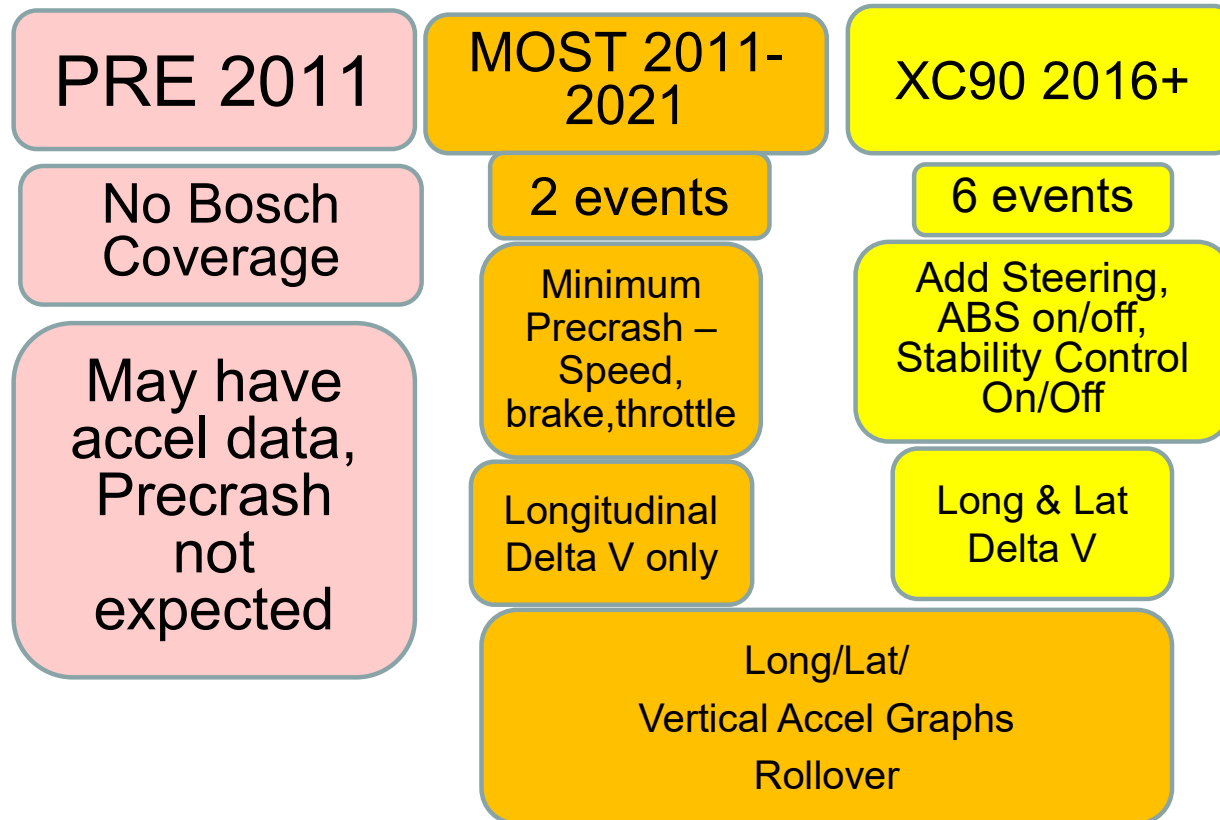 PRE 2011
No Bosch
Coverage
May have
accel data,
Precrash
not
expected
MOST 2011-
2021
2 events
Minimum
Precrash –
Speed,
brake,throttle
Longitudinal
Delta V only
XC90 2016+
6 events
Add Steering,
ABS on/off,
Stability Control
On/Off
Long & Lat
Delta V
Long/Lat/
Vertical Accel Graphs
Rollover